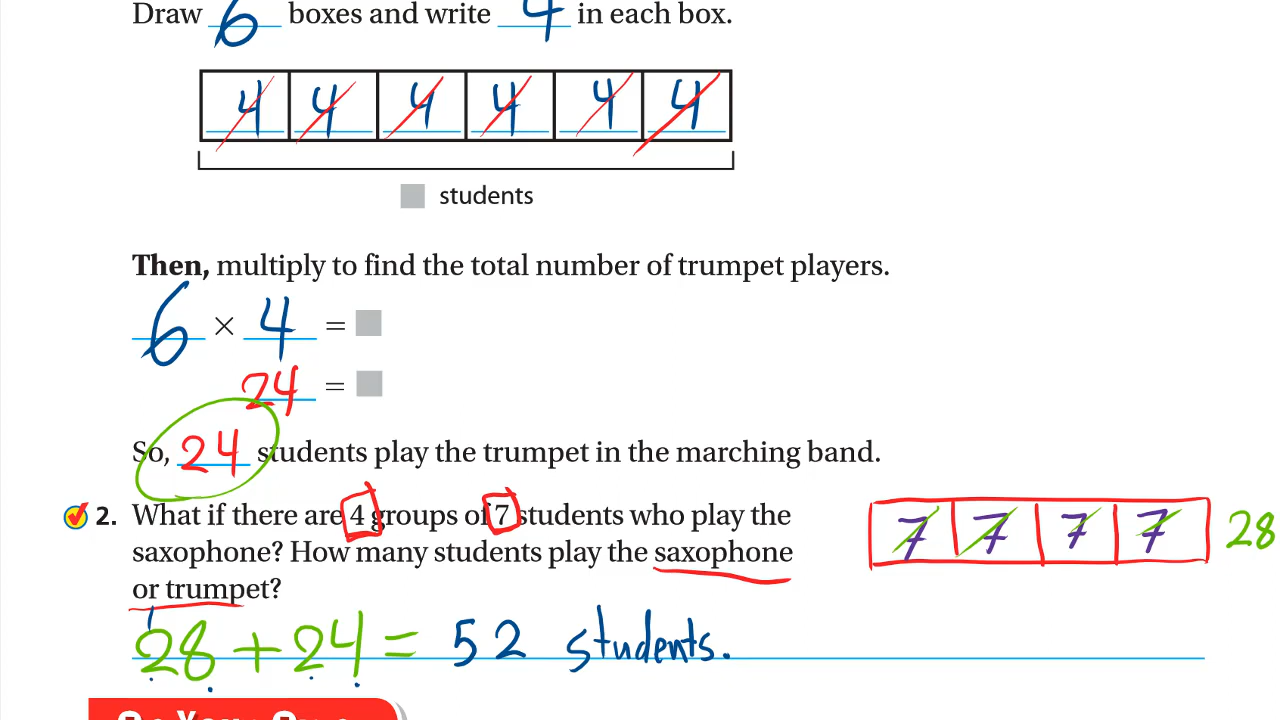 Draw 6 boxes and write 4 in each box.
4 4 4 4 4 4
students
Then, multiply to find the total number of trumpet players.
6 × 4 =
24 =
So, 24 students play the trumpet in the marching band.
2. What if there are 4 groups of 7 students who play the
saxophone? How many students play the saxophone
or trumpet?
7 7 7 7 28
28 + 24 = 52 students.